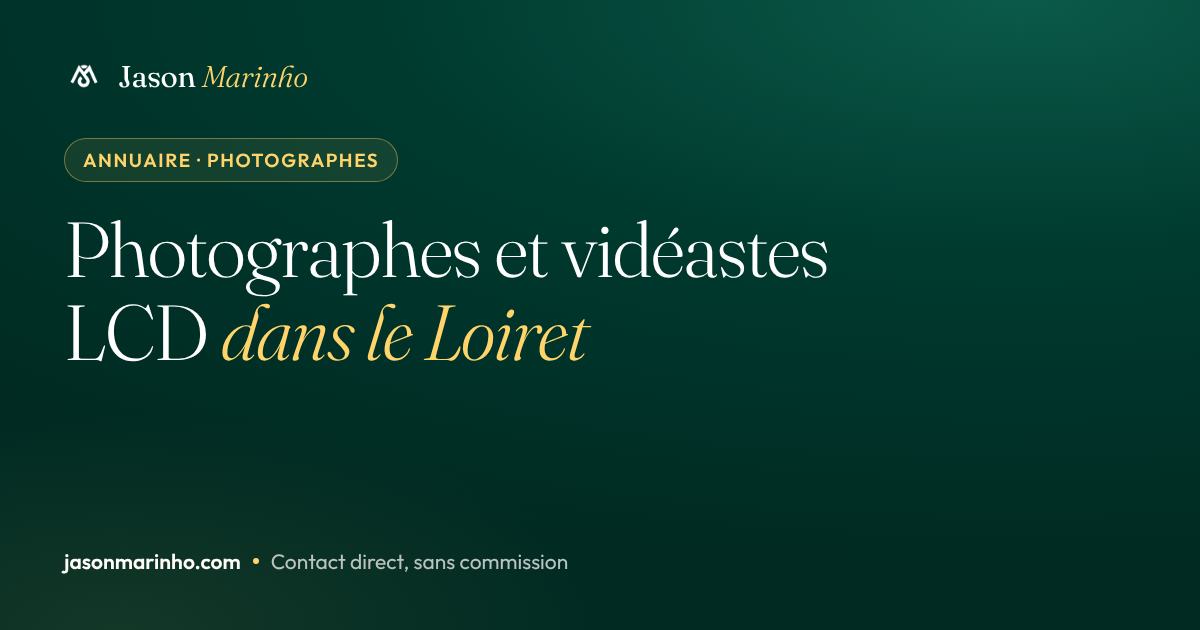 Jason Marinho
ANNUAIRE · PHOTOGRAPHES
Photographes et vidéastes
LCD dans le Loiret
jasonmarinho.com • Contact direct, sans commission